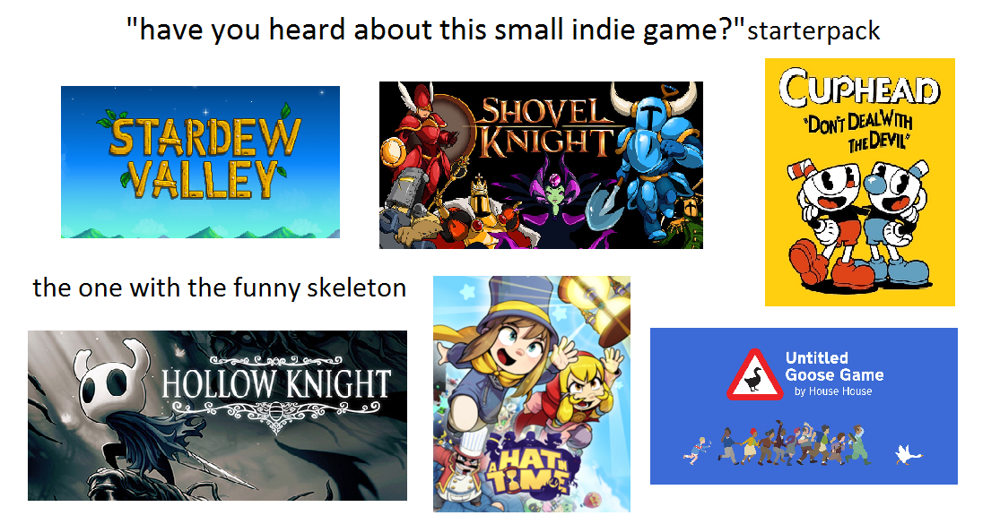 "have you heard about this small indie game?" starterpack
STARDEW
VALLEY
SHOVEL
KNIGHT
CUPHEAD
"DON'T DEAL WITH
THE DEVIL"
the one with the funny skeleton
HOLLOW KNIGHT
A HAT IN
TIME
Untitled
Goose Game
by House House